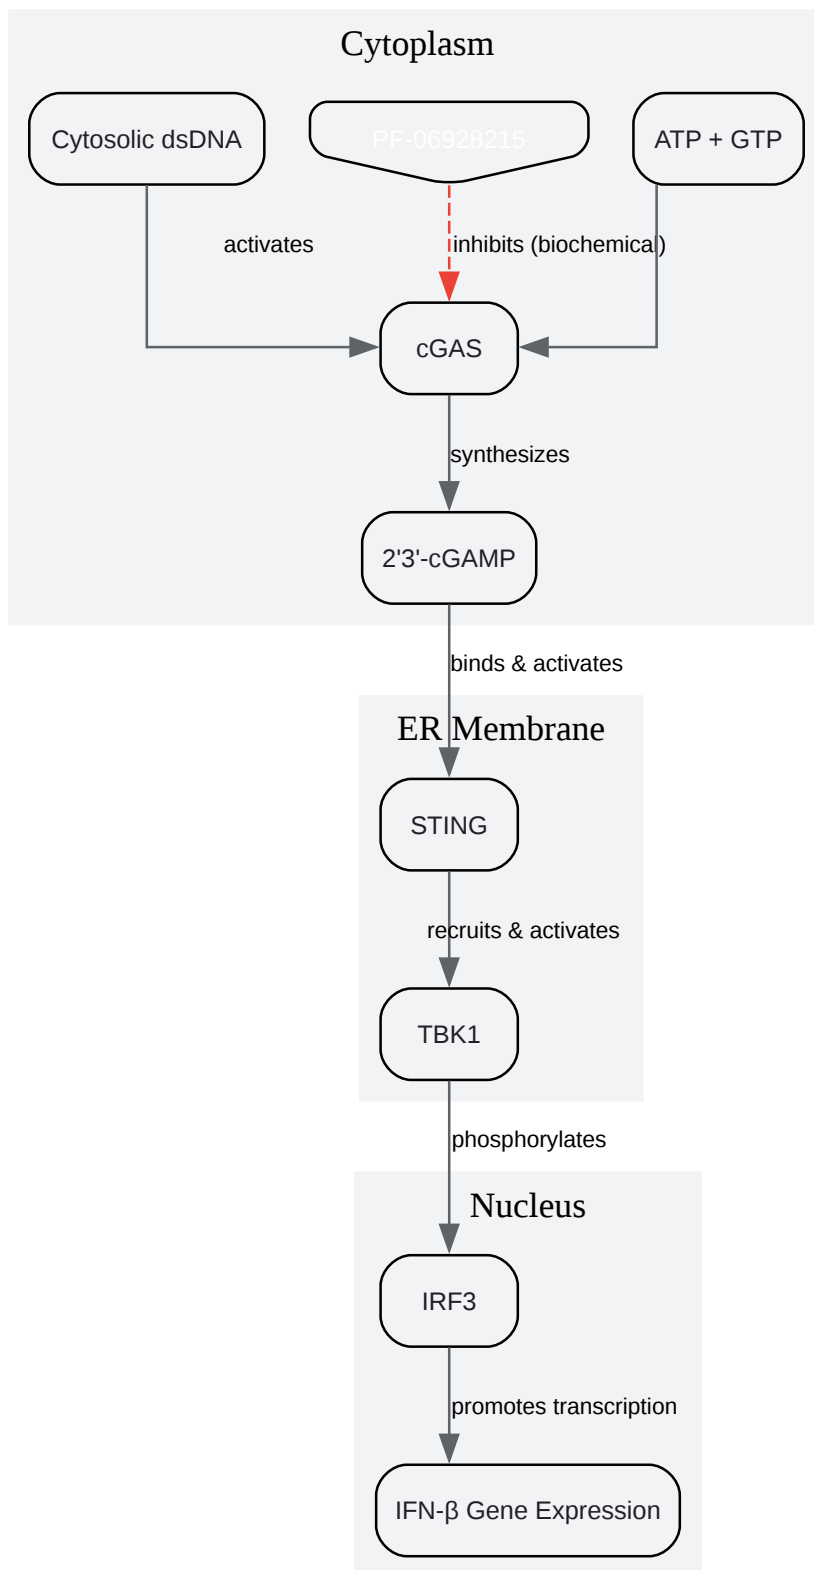 Cytoplasm
Cytosolic dsDNA
PF-06928215
ATP + GTP
activates
inhibits (biochemical)
cGAS
synthesizes
2'3'-cGAMP
binds & activates
ER Membrane
STING
recruits & activates
TBK1
phosphorylates
Nucleus
IRF3
promotes transcription
IFN-β Gene Expression